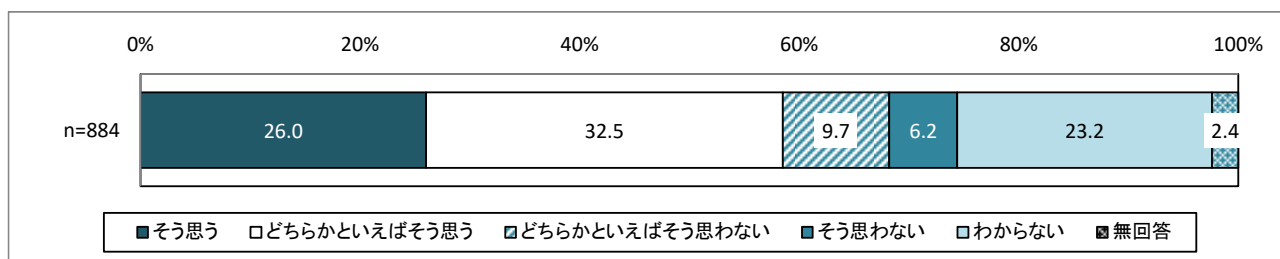 0% 20% 40% 60% 80% 100%
n=884 26.0 32.5 9.7 6.2 23.2 2.4
そう思う どちらかといえばそう思う どちらかといえばそう思わない そう思わない わからない 無回答